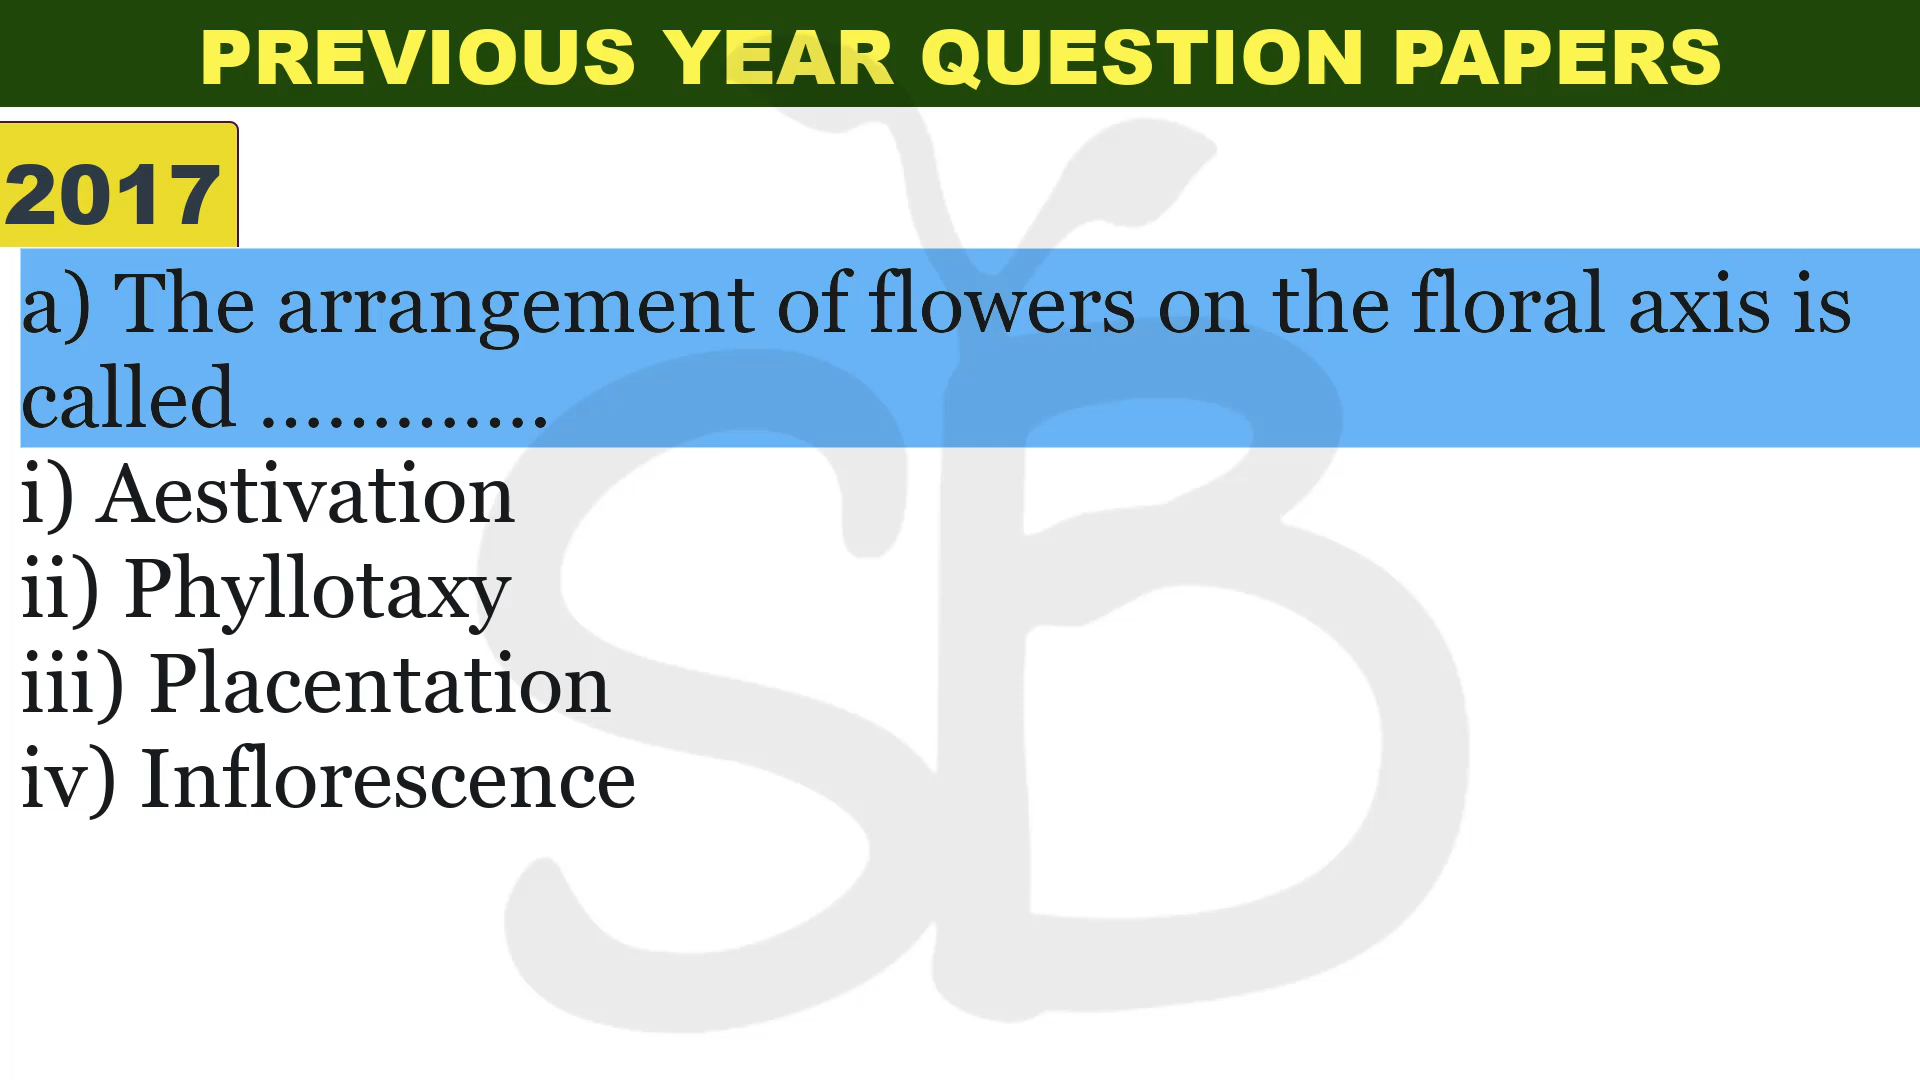 PREVIOUS YEAR QUESTION PAPERS
2017
a) The arrangement of flowers on the floral axis is
called .............
i) Aestivation
ii) Phyllotaxy
iii) Placentation
iv) Inflorescence
SB